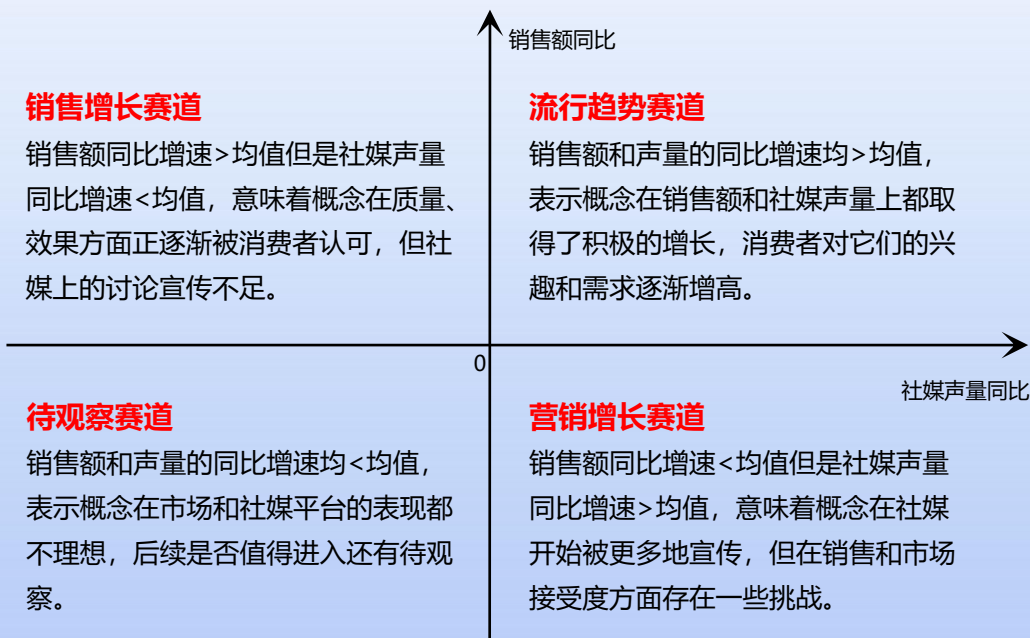 销售额同比
销售增长赛道
销售额同比增速>均值但是社媒声量
同比增速<均值，意味着概念在质量、
效果方面正逐渐被消费者认可，但社
媒上的讨论宣传不足。
流行趋势赛道
销售额和声量的同比增速均>均值，
表示概念在销售额和社媒声量上都取
得了积极的增长，消费者对它们的兴
趣和需求逐渐增高。
0
社媒声量同比
待观察赛道
销售额和声量的同比增速均<均值，
表示概念在市场和社媒平台的表现都
不理想，后续是否值得进入还有待观
察。
营销增长赛道
销售额同比增速<均值但是社媒声量
同比增速>均值，意味着概念在社媒
开始被更多地宣传，但在销售和市场
接受度方面存在一些挑战。